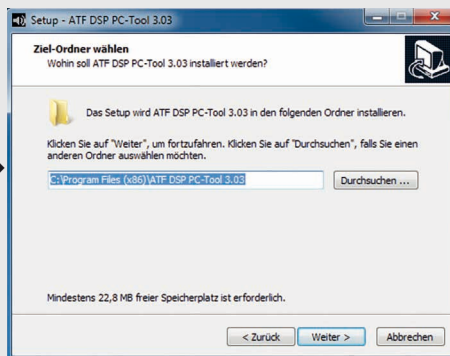 Setup - ATF DSP PC-Tool 3.03
Ziel-Ordner wählen
Wohin soll ATF DSP PC-Tool 3.03 installiert werden?
Das Setup wird ATF DSP PC-Tool 3.03 in den folgenden Ordner installieren.
Klicken Sie auf "Weiter", um fortzufahren. Klicken Sie auf "Durchsuchen", falls Sie einen
anderen Ordner auswählen möchten.
C:\Program Files (x86)\ATF DSP PC-Tool 3.03
Durchsuchen ...
Mindestens 22,8 MB freier Speicherplatz ist erforderlich.
< Zurück
Weiter >
Abbrechen